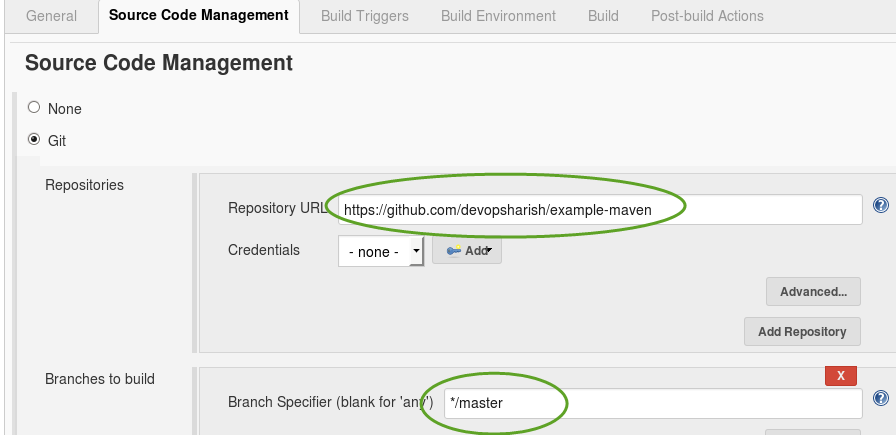 General Source Code Management Build Triggers Build Environment Build Post-build Actions
Source Code Management
None
Git
Repositories
Repository URL https://github.com/devopsharish/example-maven ?
Credentials - none - Add
Advanced...
Add Repository
Branches to build
X
Branch Specifier (blank for 'any') */master ?